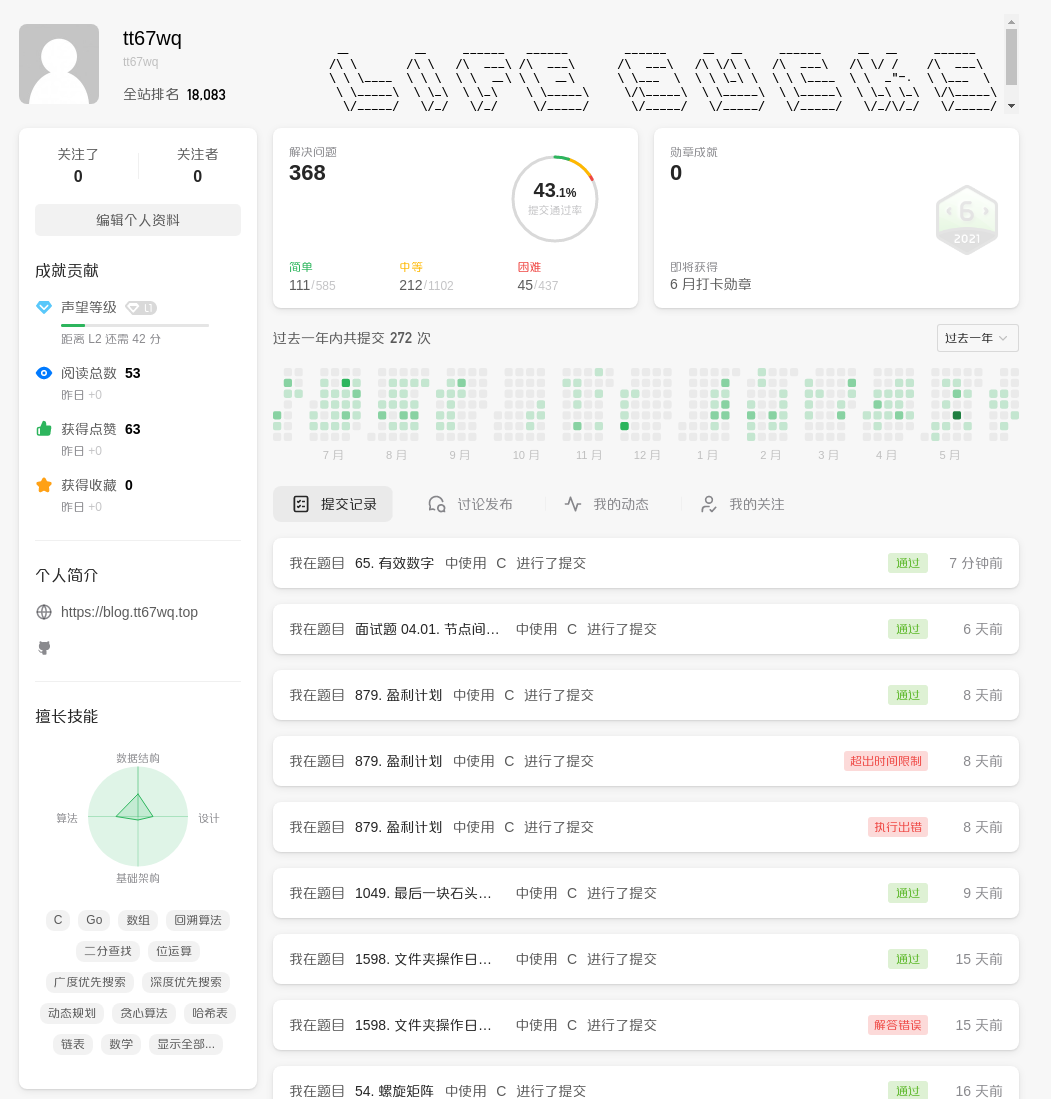 tt67wq
tt67wq
全站排名 18,083
关注了 关注者
0 0
编辑个人资料
成就贡献
声望等级 L1
距离 L2 还需 42 分
阅读总数 53
昨日 +0
获得点赞 63
昨日 +0
获得收藏 0
昨日 +0
个人简介
https://blog.tt67wq.top
擅长技能
数据结构
算法 设计
基础架构
C Go 数组 回溯算法
二分查找 位运算
广度优先搜索 深度优先搜索
动态规划 贪心算法 哈希表
链表 数学 显示全部...
解决问题
368
43.1%
提交通过率
简单 中等 困难
111/585 212/1102 45/437
勋章成就
0
6
2021
即将获得
6 月打卡勋章
过去一年内共提交 272 次 过去一年
7 月 8 月 9 月 10 月 11 月 12 月 1 月 2 月 3 月 4 月 5 月
提交记录 讨论发布 我的动态 我的关注
我在题目 65. 有效数字 中使用 C 进行了提交 通过 7 分钟前
我在题目 面试题 04.01. 节点间… 中使用 C 进行了提交 通过 6 天前
我在题目 879. 盈利计划 中使用 C 进行了提交 通过 8 天前
我在题目 879. 盈利计划 中使用 C 进行了提交 超出时间限制 8 天前
我在题目 879. 盈利计划 中使用 C 进行了提交 执行出错 8 天前
我在题目 1049. 最后一块石头… 中使用 C 进行了提交 通过 9 天前
我在题目 1598. 文件夹操作日… 中使用 C 进行了提交 通过 15 天前
我在题目 1598. 文件夹操作日… 中使用 C 进行了提交 解答错误 15 天前
我在题目 54. 螺旋矩阵 中使用 C 进行了提交 通过 16 天前